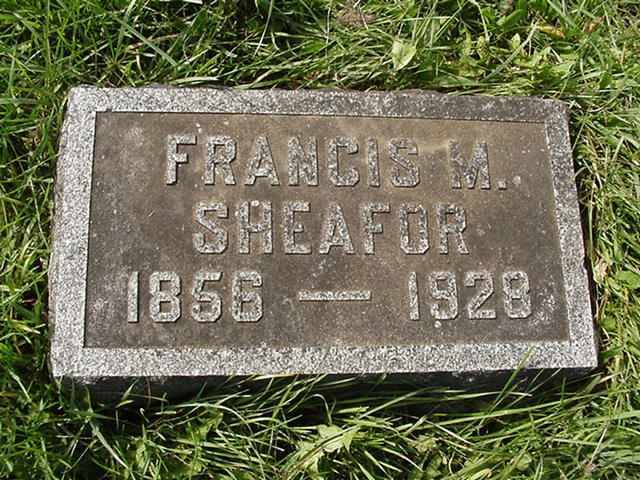 FRANCIS M.
SHEAFOR
1856 — 1928